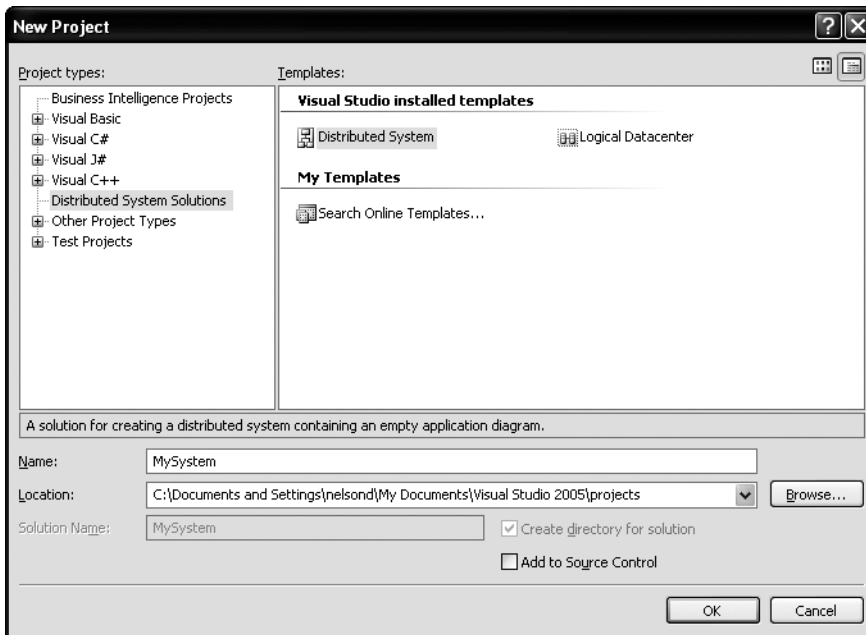 New Project
Project types:
Templates:
Business Intelligence Projects
Visual Basic
Visual C#
Visual J#
Visual C++
Distributed System Solutions
Other Project Types
Test Projects
Visual Studio installed templates
Distributed System
Logical Datacenter
My Templates
Search Online Templates...
A solution for creating a distributed system containing an empty application diagram.
Name:
MySystem
Location:
C:\Documents and Settings\nelsond\My Documents\Visual Studio 2005\projects
Browse...
Solution Name:
MySystem
Create directory for solution
Add to Source Control
OK
Cancel